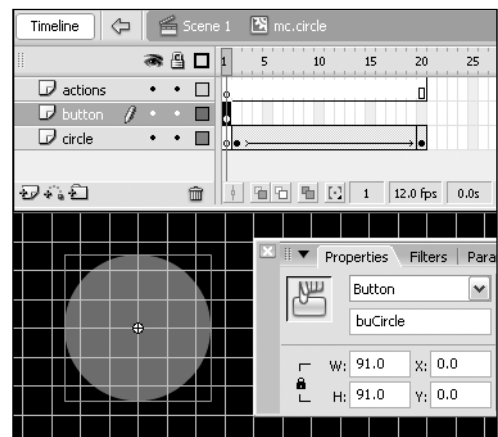 Timeline Scene 1 mc.circle
1 5 10 15 20 25
actions
button
circle
1 12.0 fps 0.0s
Properties Filters Para
Button
buCircle
W: 91.0 X: 0.0
H: 91.0 Y: 0.0